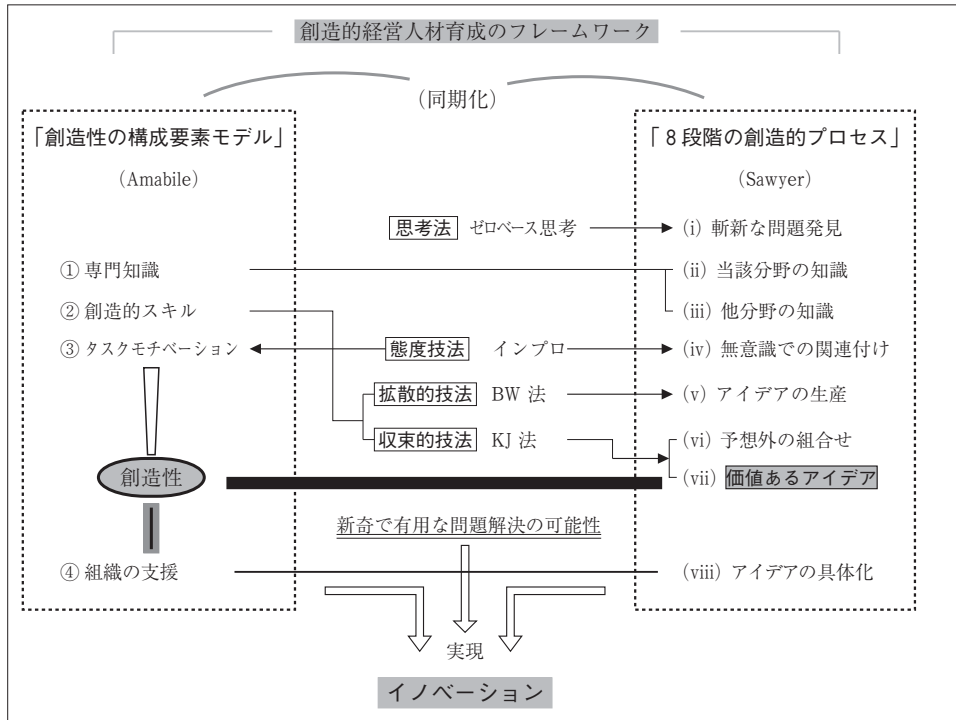 創造的経営人材育成のフレームワーク
(同期化)
「創造性の構成要素モデル」
(Amabile)
「8段階の創造的プロセス」
(Sawyer)
思考法 ゼロベース思考
(i) 斬新な問題発見
① 専門知識
(ii) 当該分野の知識
② 創造的スキル
(iii) 他分野の知識
③ タスクモチベーション
態度技法 インプロ
(iv) 無意識での関連付け
拡散的技法 BW 法
(v) アイデアの生産
収束的技法 KJ 法
(vi) 予想外の組合せ
創造性
(vii) 価値あるアイデア
新奇で有用な問題解決の可能性
④ 組織の支援
(viii) アイデアの具体化
実現
イノベーション